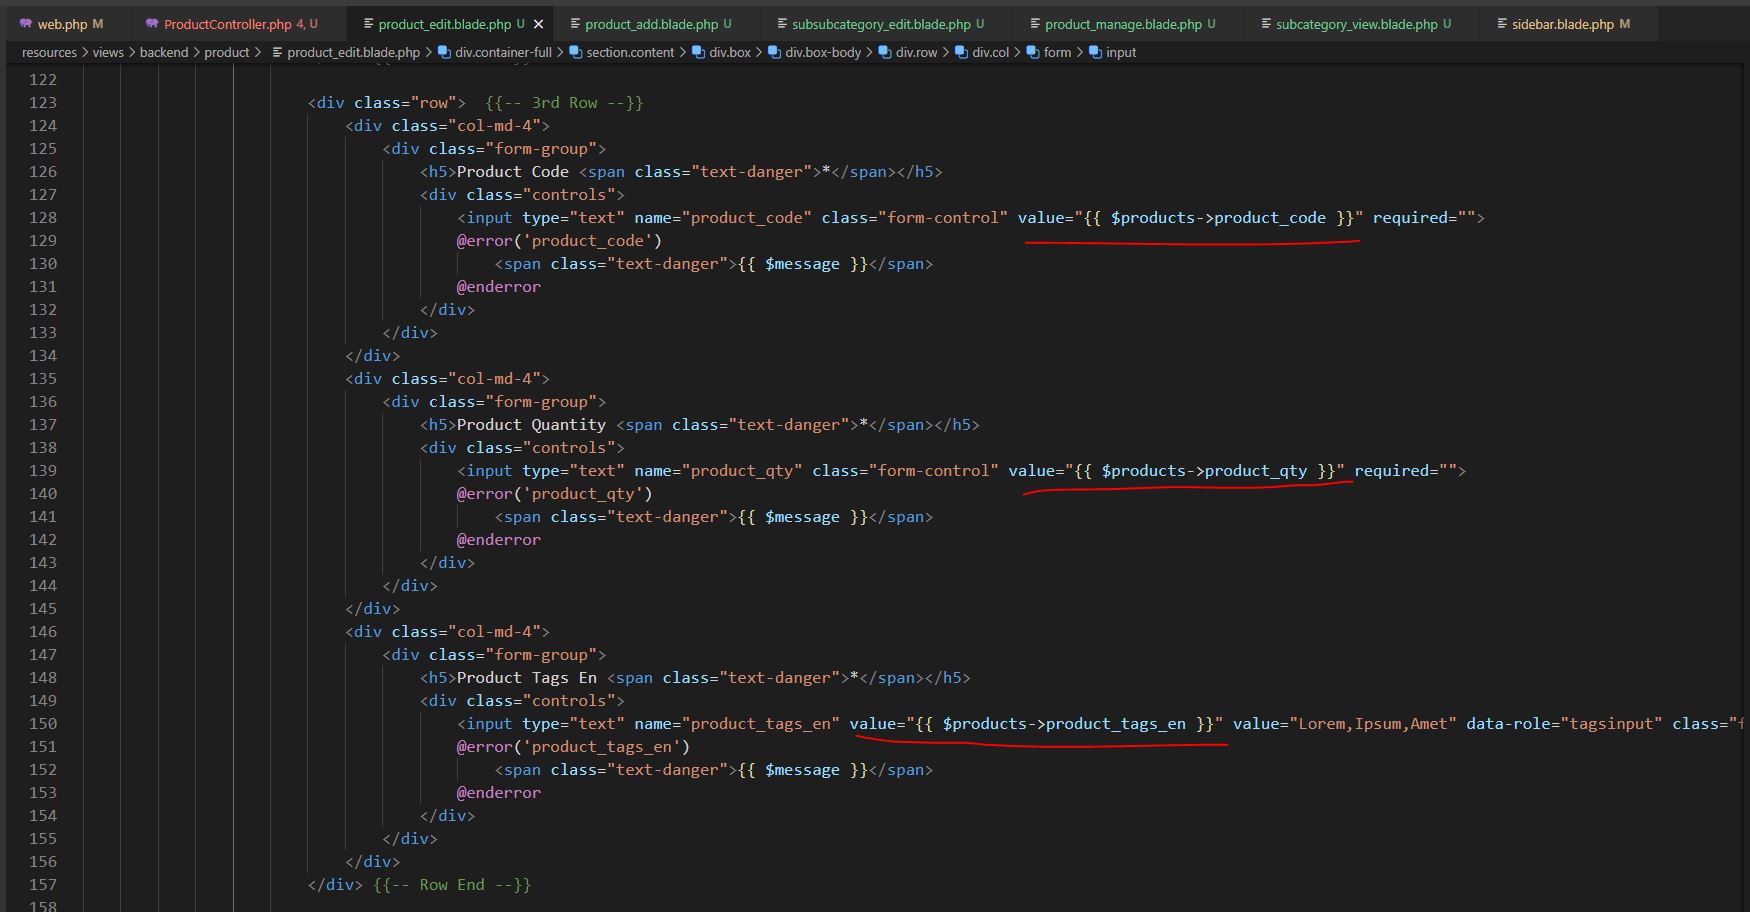 web.php M ProductController.php 4, U product_edit.blade.php U product_add.blade.php U subsubcategory_edit.blade.php U product_manage.blade.php U subcategory_view.blade.php U sidebar.blade.php M
resources > views > backend > product > product_edit.blade.php > div.container-full > section.content > div.box > div.box-body > div.row > div.col > form > input
122
123 <div class="row">  {{-- 3rd Row --}}
124 <div class="col-md-4">
125 <div class="form-group">
126 <h5>Product Code <span class="text-danger">*</span></h5>
127 <div class="controls">
128 <input type="text" name="product_code" class="form-control" value="{{ $products->product_code }}" required="">
129 @error('product_code')
130 <span class="text-danger">{{ $message }}</span>
131 @enderror
132 </div>
133 </div>
134 </div>
135 <div class="col-md-4">
136 <div class="form-group">
137 <h5>Product Quantity <span class="text-danger">*</span></h5>
138 <div class="controls">
139 <input type="text" name="product_qty" class="form-control" value="{{ $products->product_qty }}" required="">
140 @error('product_qty')
141 <span class="text-danger">{{ $message }}</span>
142 @enderror
143 </div>
144 </div>
145 </div>
146 <div class="col-md-4">
147 <div class="form-group">
148 <h5>Product Tags En <span class="text-danger">*</span></h5>
149 <div class="controls">
150 <input type="text" name="product_tags_en" value="{{ $products->product_tags_en }}" value="Lorem,Ipsum,Amet" data-role="tagsinput" class="f
151 @error('product_tags_en')
152 <span class="text-danger">{{ $message }}</span>
153 @enderror
154 </div>
155 </div>
156 </div>
157 </div> {{-- Row End --}}
158